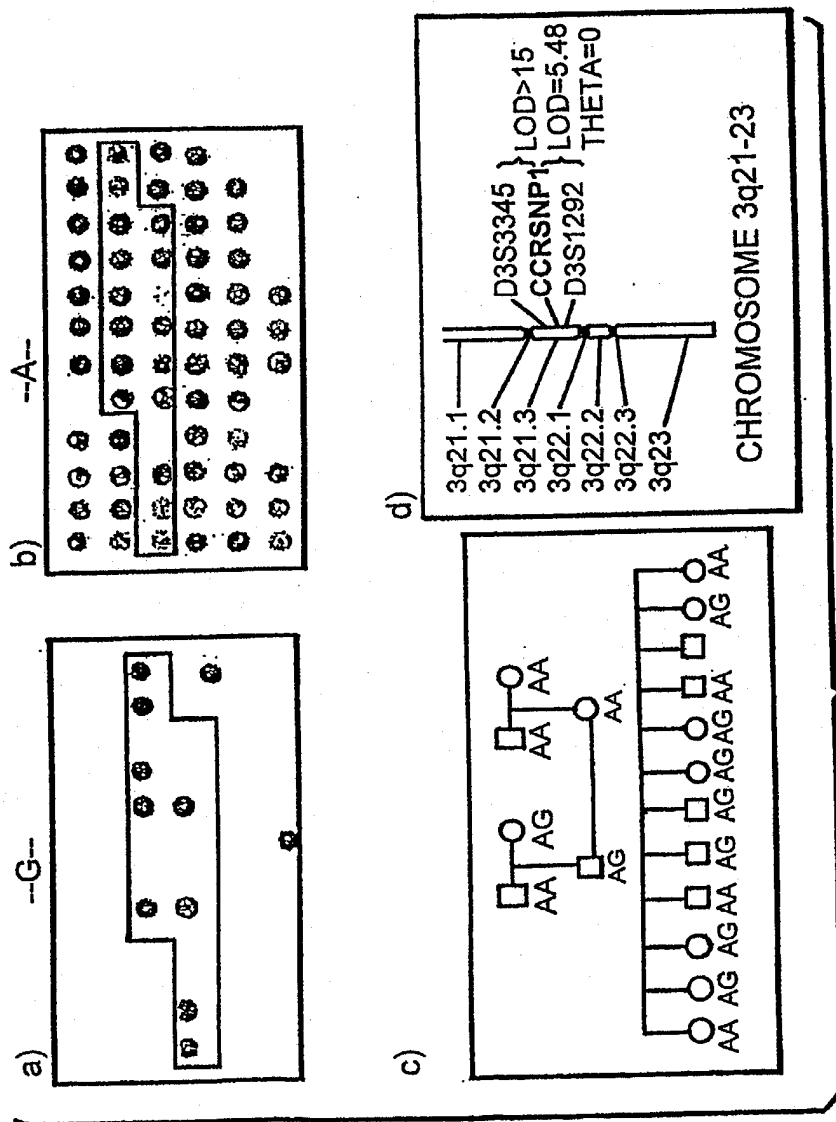 a)
--G--
b)
--A--
c)
AA AG AA AA
AG AA
AA AG AG AA AG AG AG AG AA AG AA
d)
3q21.1
3q21.2
3q21.3
3q22.1
3q22.2
3q22.3
3q23
D3S3345 }LOD>15
CCRSNP1
D3S1292 }LOD=5.48
THETA=0
CHROMOSOME 3q21-23